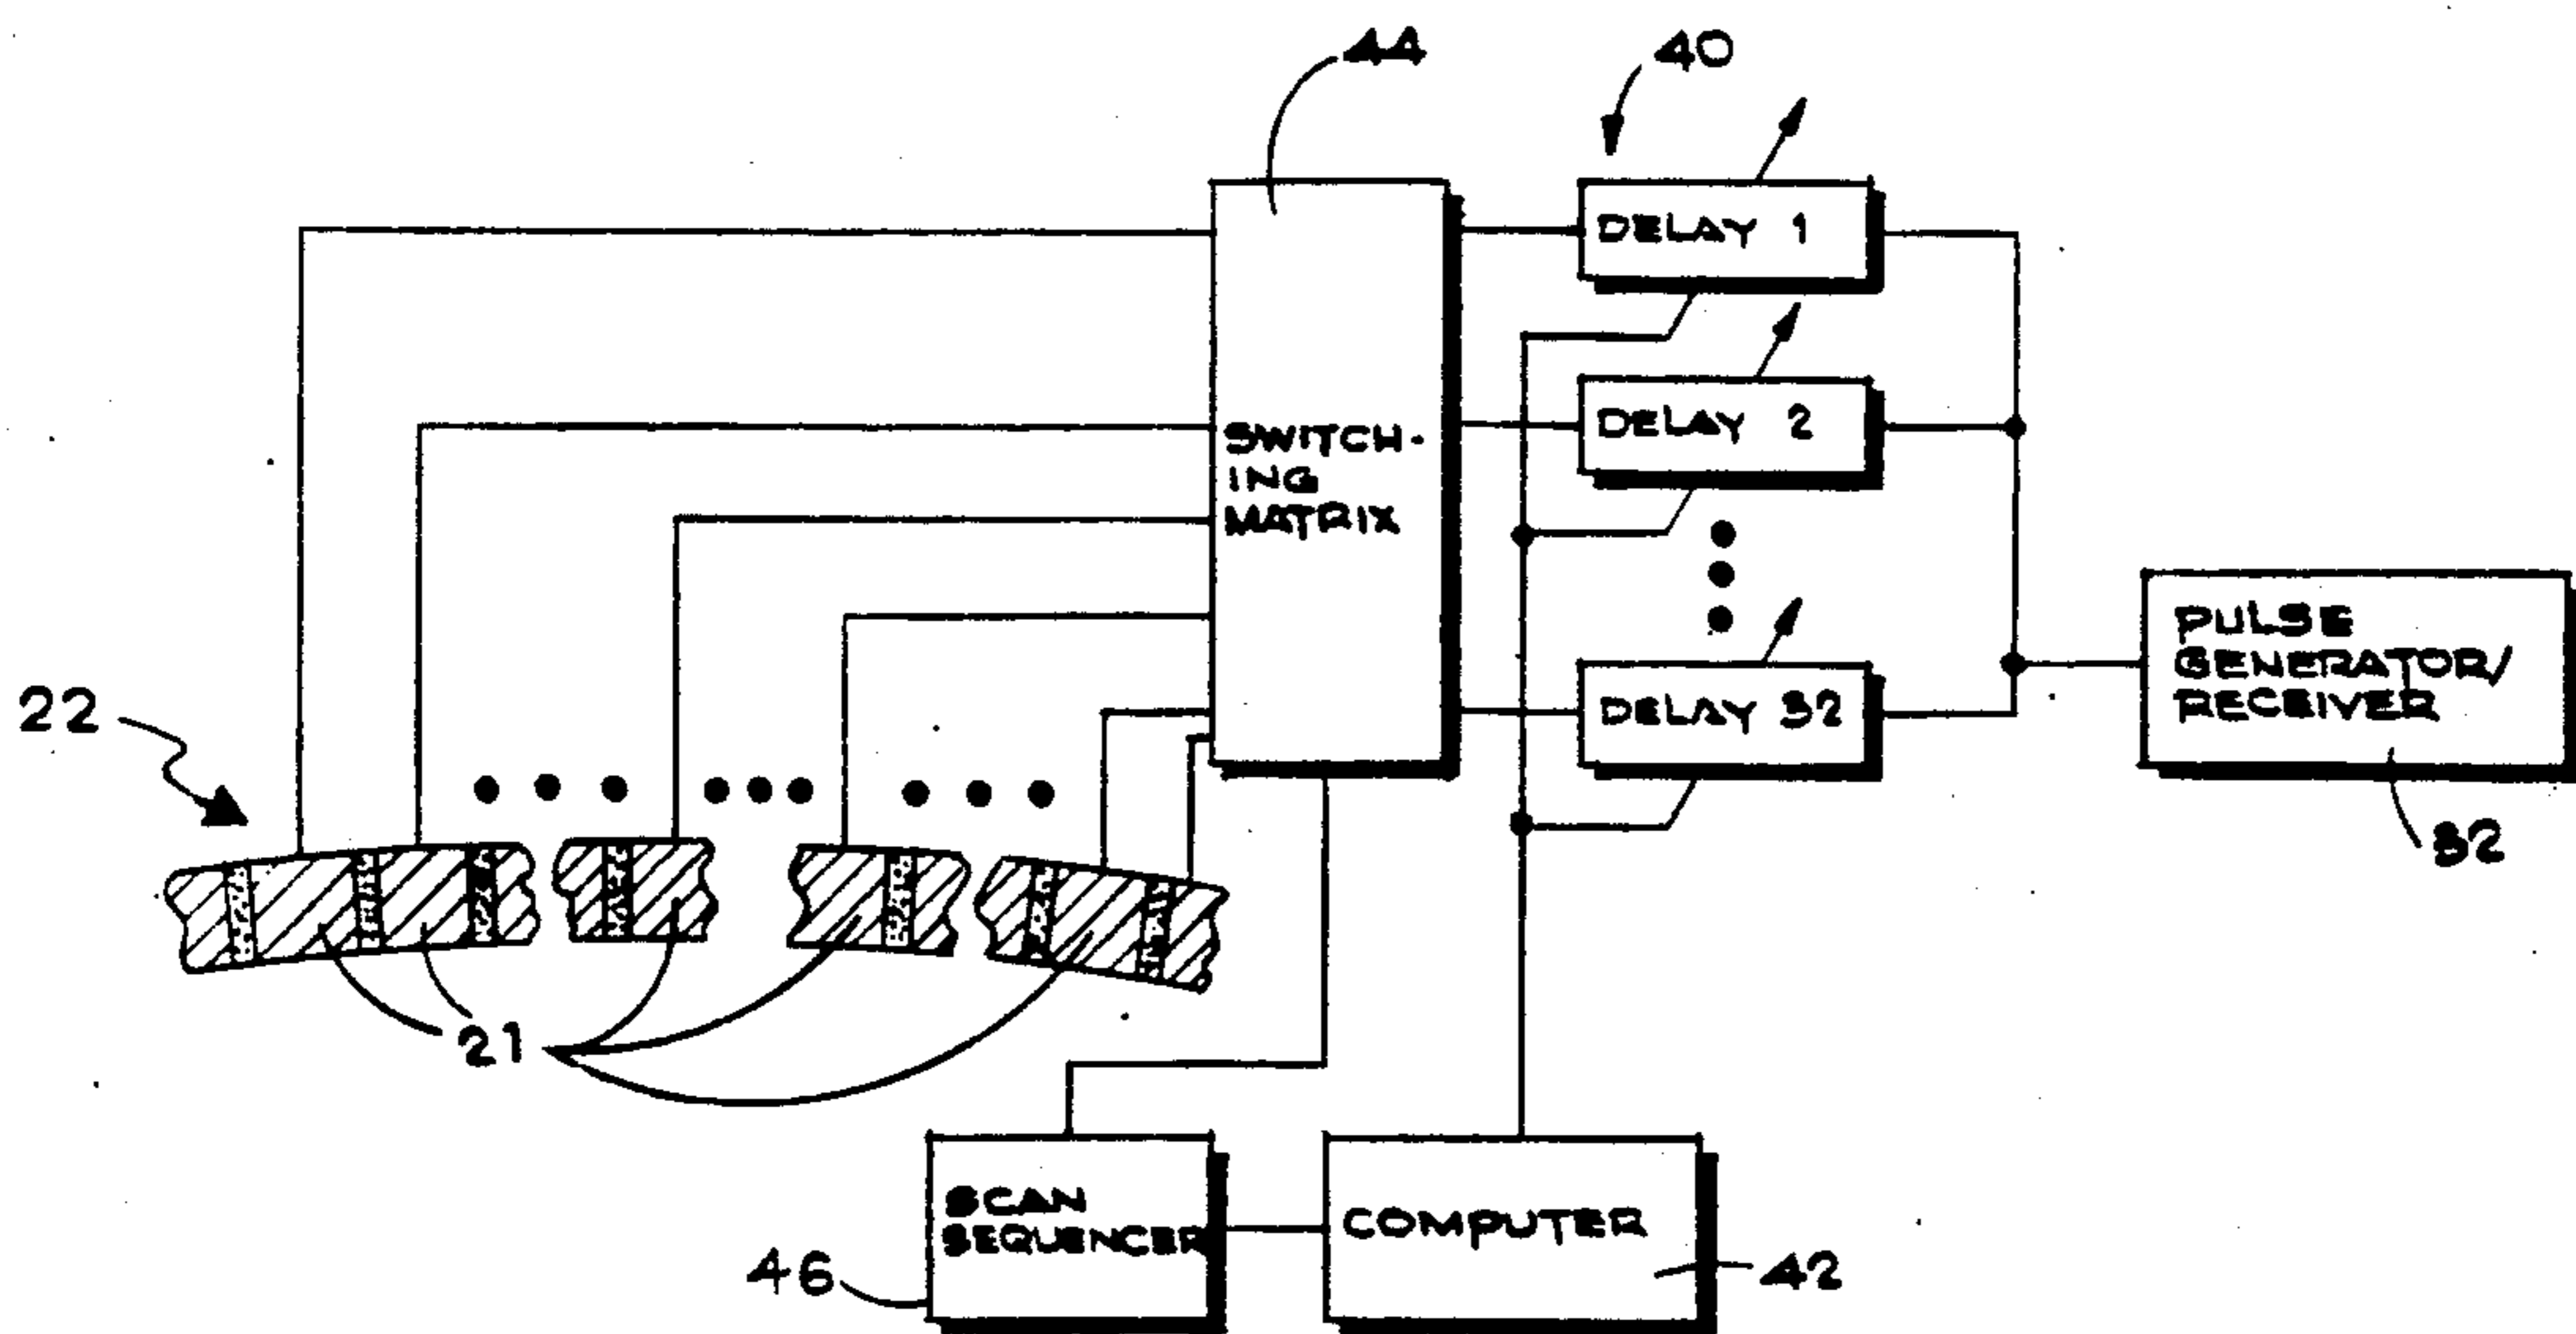 44
40
DELAY 1
DELAY 2
SWITCH-
ING
MATRIX
PULSE
GENERATOR/
RECEIVER
DELAY 32
22
32
21
SCAN
SEQUENCER
COMPUTER
46
42